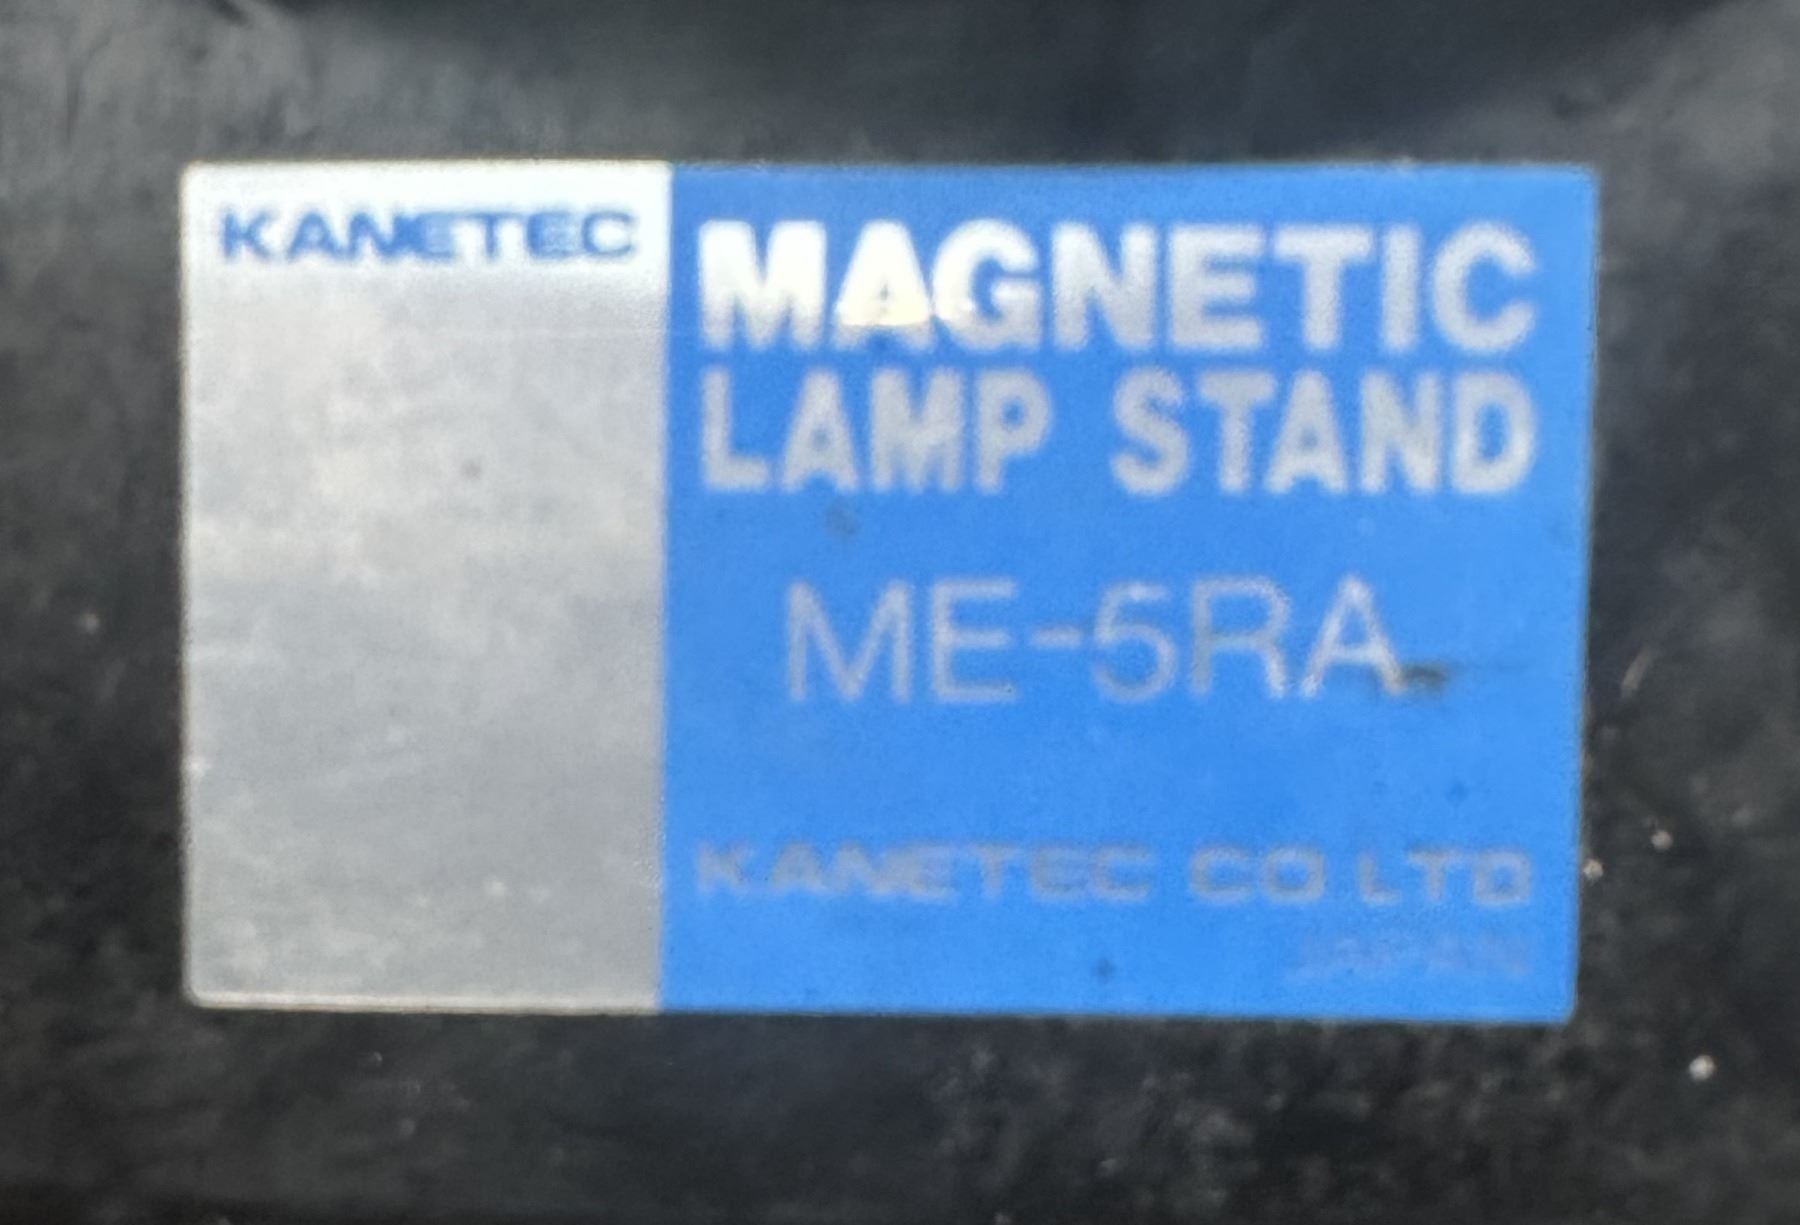 KANETEC
MAGNETIC
LAMP STAND
ME-5RA
KANETEC CO LTD
JAPAN